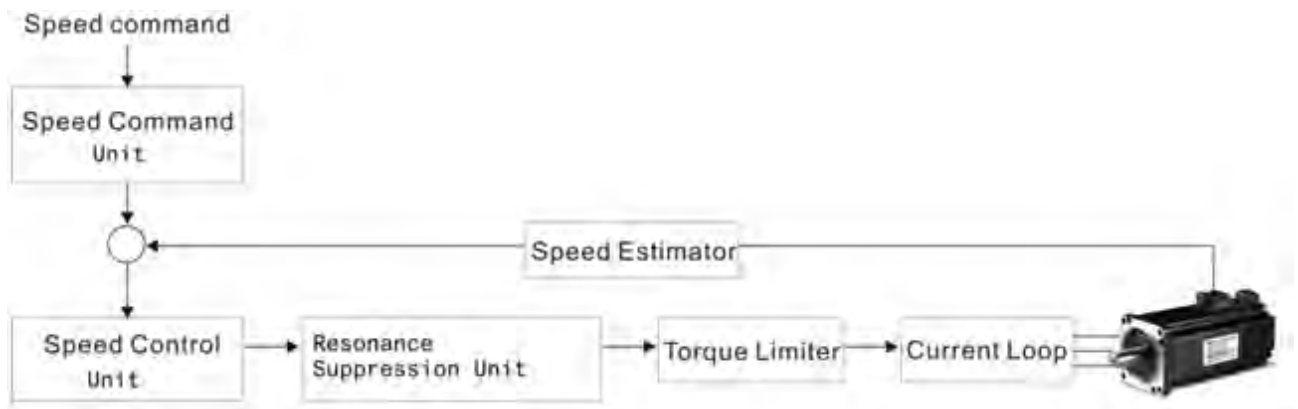 Speed command
Speed Command
Unit
Speed Estimator
Speed Control
Unit
Resonance
Suppression Unit
Torque Limiter
Current Loop